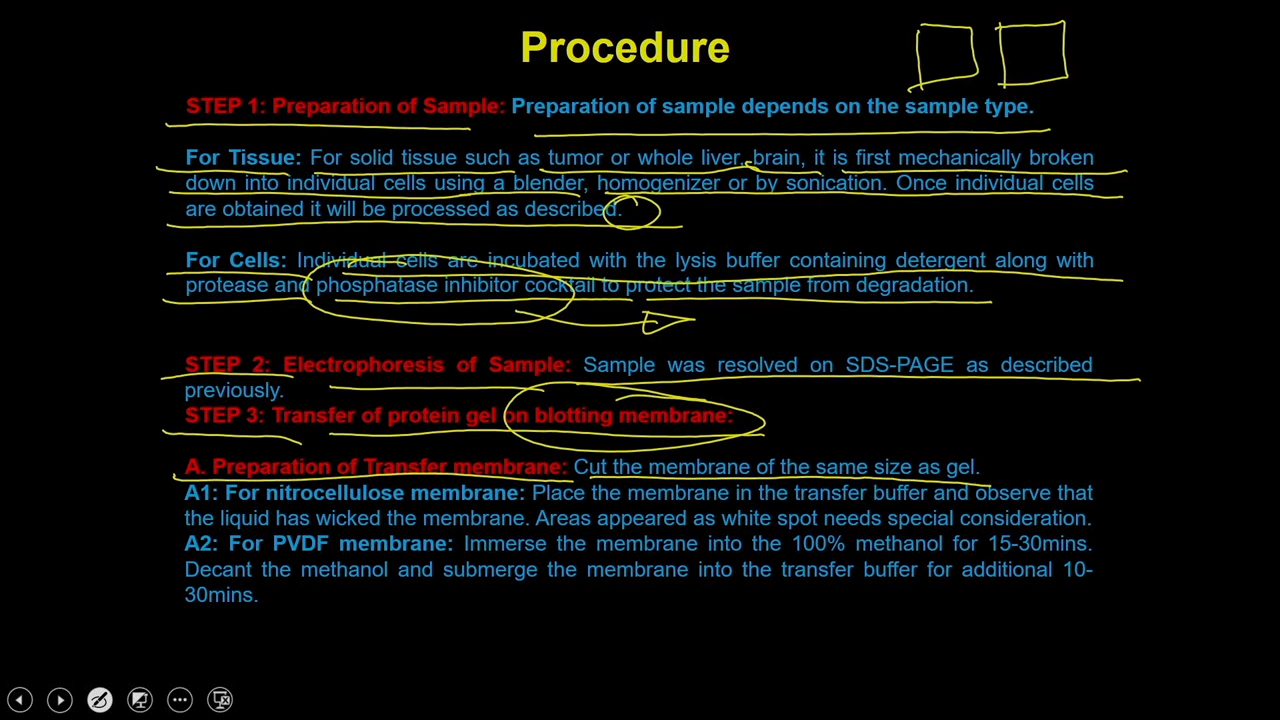 Procedure
STEP 1: Preparation of Sample: Preparation of sample depends on the sample type.
For Tissue: For solid tissue such as tumor or whole liver, brain, it is first mechanically broken
down into individual cells using a blender, homogenizer or by sonication. Once individual cells
are obtained it will be processed as described.
For Cells: Individual cells are incubated with the lysis buffer containing detergent along with
protease and phosphatase inhibitor cocktail to protect the sample from degradation.
STEP 2: Electrophoresis of Sample: Sample was resolved on SDS-PAGE as described
previously.
STEP 3: Transfer of protein gel on blotting membrane:
A. Preparation of Transfer membrane: Cut the membrane of the same size as gel.
A1: For nitrocellulose membrane: Place the membrane in the transfer buffer and observe that
the liquid has wicked the membrane. Areas appeared as white spot needs special consideration.
A2: For PVDF membrane: Immerse the membrane into the 100% methanol for 15-30mins.
Decant the methanol and submerge the membrane into the transfer buffer for additional 10-
30mins.